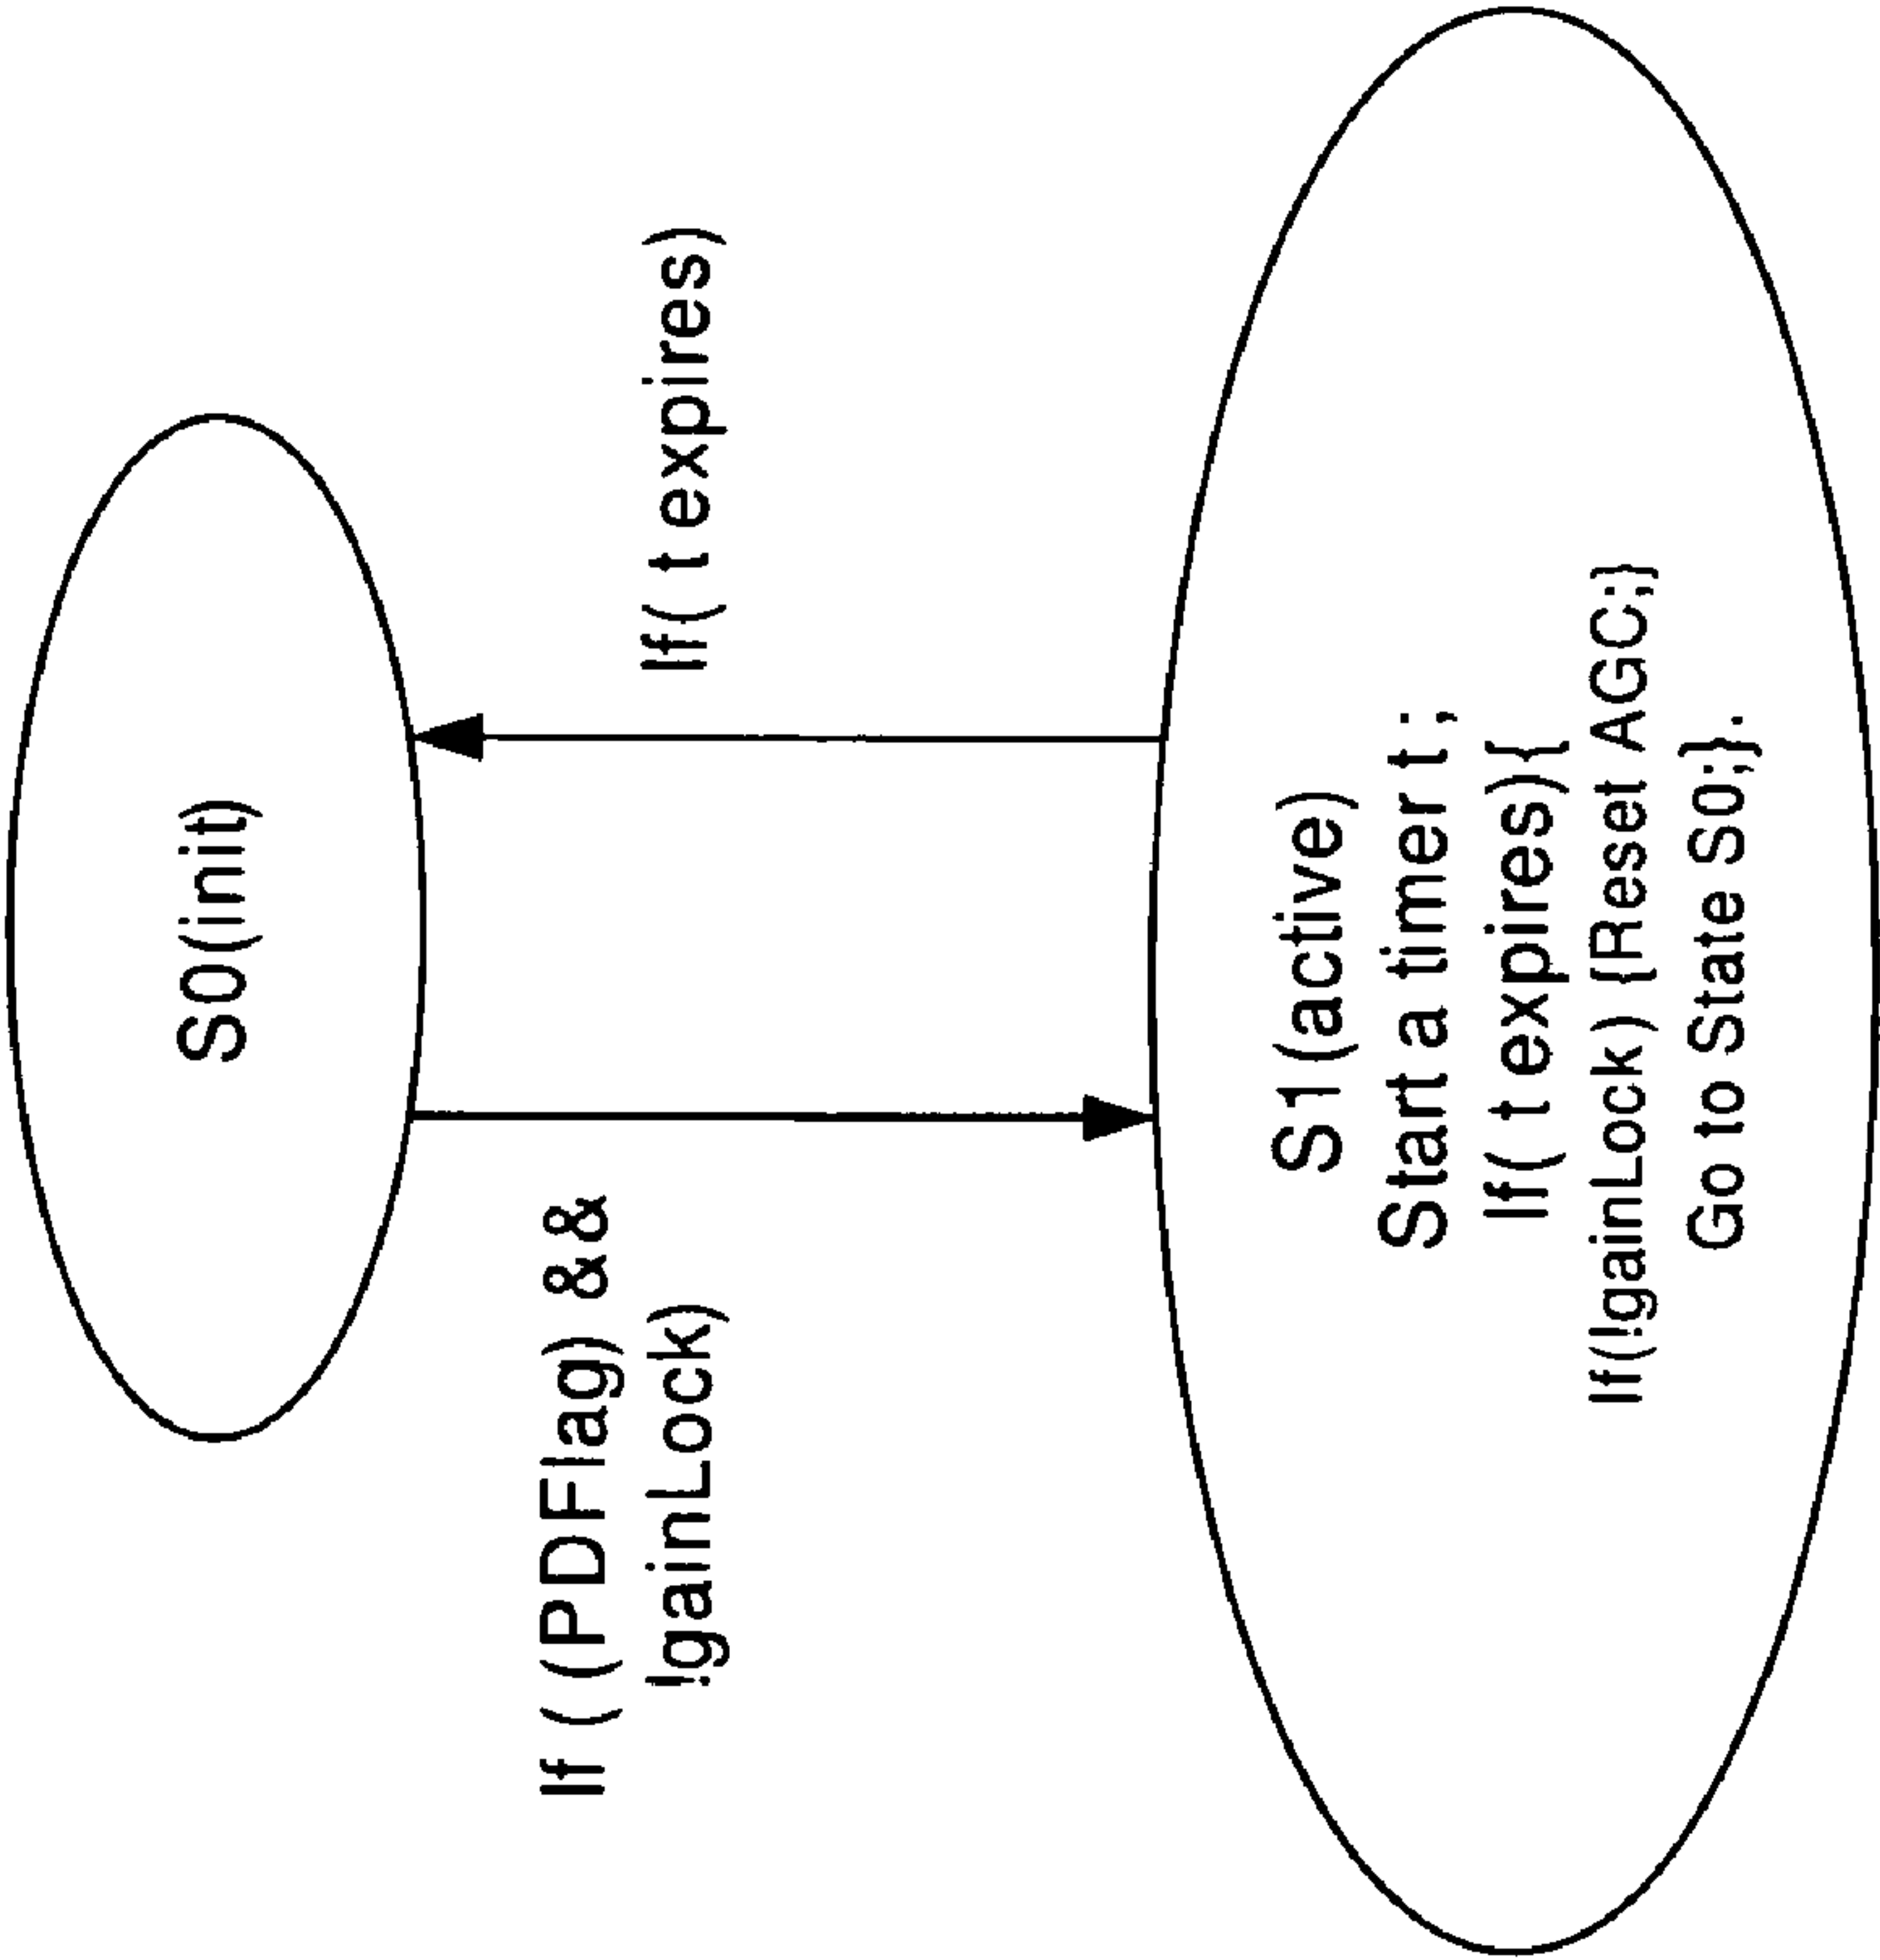 S0(init)
If ((PDFlag) &&
!gainLock)
If( t expires)
S1(active)
Start a timer t ;
If( t expires){
If(!gainLock) {Reset AGC;}
Go to State S0;}.